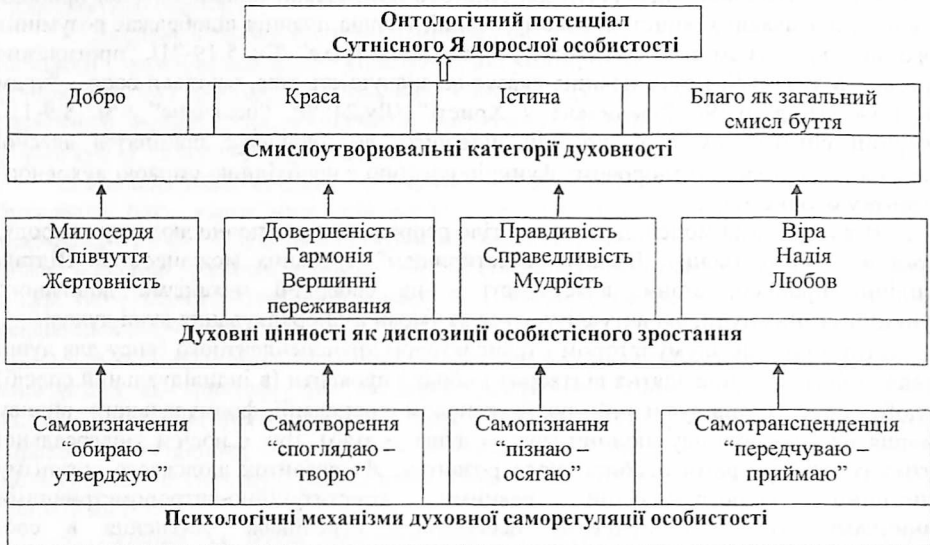 Онтологічний потенціал
Сутнісного Я дорослої особистості
Добро
Краса
Істина
Благо як загальний
смисл буття
Смислоутворювальні категорії духовності
Милосердя
Співчуття
Жертовність
Довершеність
Гармонія
Вершинні
переживання
Правдивість
Справедливість
Мудрість
Віра
Надія
Любов
Духовні цінності як диспозиції особистісного зростання
Самовизначення
обираю –
утверджую”
Самотворення
споглядаю –
творю”
Самопізнання
пізнаю –
осягаю”
Самотрансценденція
“передчуваю –
приймаю”
Психологічні механізми духовної саморегуляції особистості